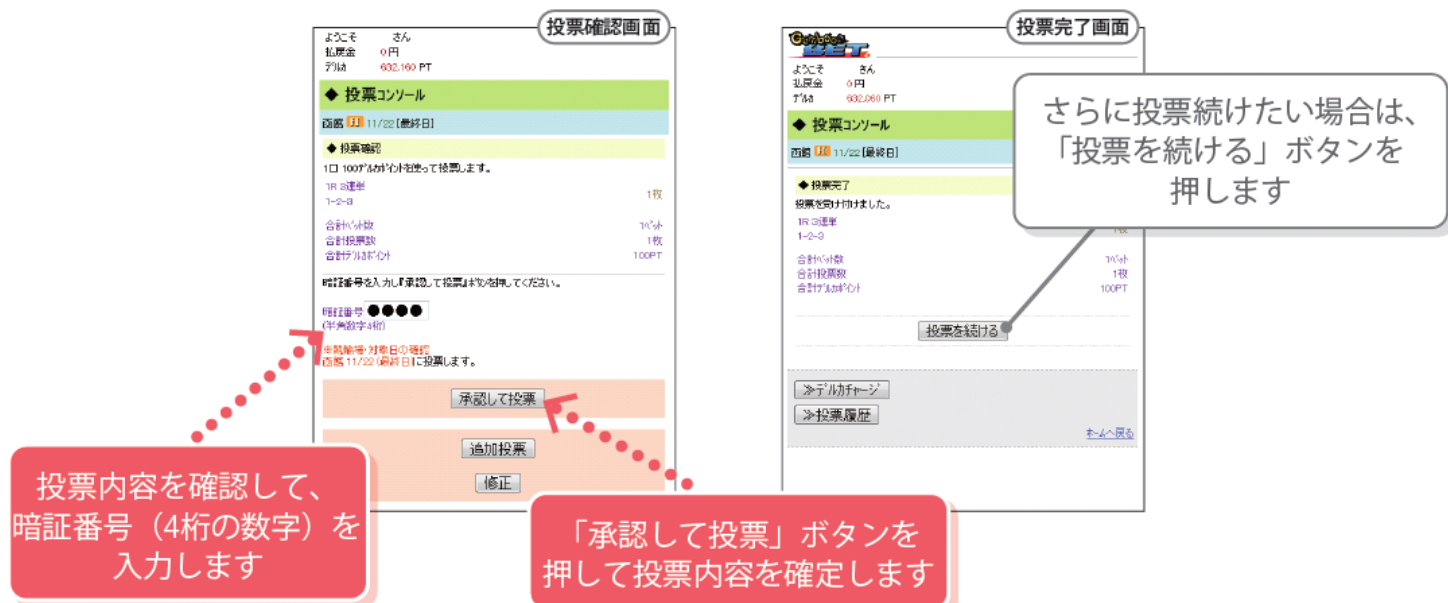 投票確認画面
ようこそ さん
払戻金 0円
デルカ 632,160 PT
◆ 投票コンソール
函館 F1 11/22 [最終日]
◆ 投票確認
1口 100デルカポイントを使って投票します。
1R 3連単
1-2-3 1枚
合計ベット数 1ベット
合計投票数 1枚
合計デルカポイント 100PT
暗証番号を入力し『承認して投票』ボタンを押してください。
暗証番号 ●●●●
(半角数字4桁)
※競輪場・対象日の確認
函館 11/22 (最終日)に投票します。
承認して投票
追加投票
修正
投票内容を確認して、
暗証番号（4桁の数字）を
入力します
「承認して投票」ボタンを
押して投票内容を確定します
投票完了画面
Gamboo
BET
ようこそ さん
払戻金 0円
デルカ 632,060 PT
◆ 投票コンソール
函館 F1 11/22 [最終日]
◆ 投票完了
投票を受け付けました。
1R 3連単
1-2-3 1枚
合計ベット数 1ベット
合計投票数 1枚
合計デルカポイント 100PT
投票を続ける
≫デルカチャージ
≫投票履歴
ホームへ戻る
さらに投票続けたい場合は、
「投票を続ける」ボタンを
押します